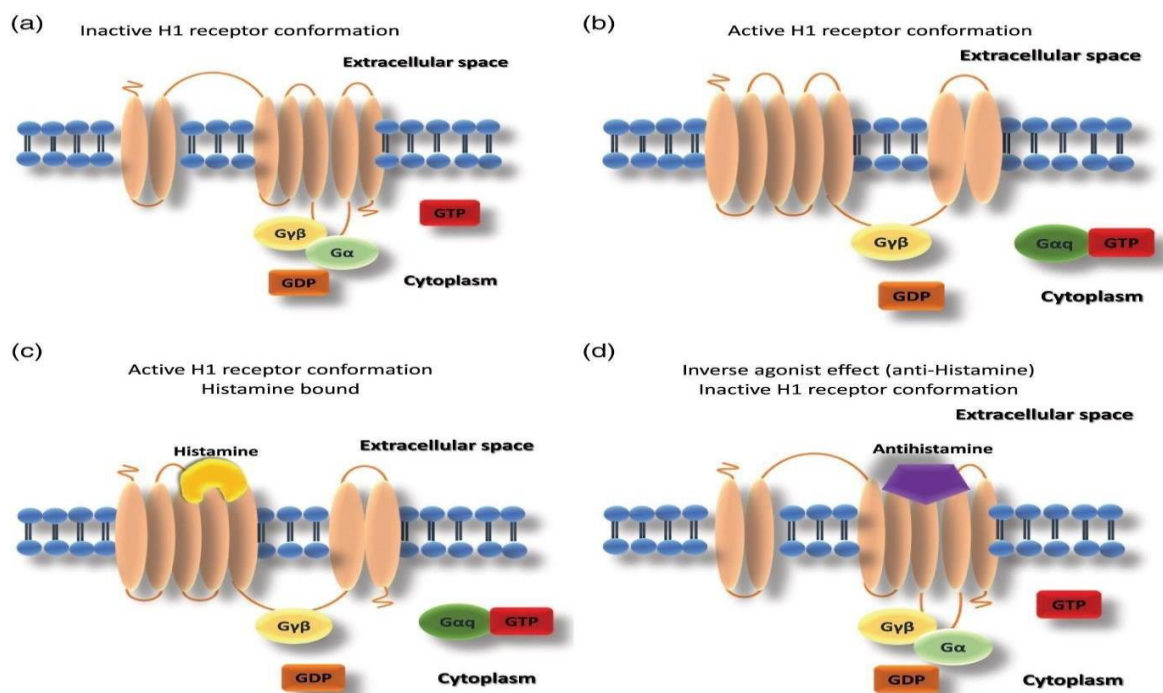 (a)
Inactive H1 receptor conformation
Extracellular space
GTP
Gγβ
Gα
GDP
Cytoplasm
(b)
Active H1 receptor conformation
Extracellular space
Gγβ
Gαq
GTP
GDP
Cytoplasm
(c)
Active H1 receptor conformation
Histamine bound
Histamine
Extracellular space
Gγβ
Gαq
GTP
GDP
Cytoplasm
(d)
Inverse agonist effect (anti-Histamine)
Inactive H1 receptor conformation
Extracellular space
Antihistamine
GTP
Gγβ
Gα
GDP
Cytoplasm